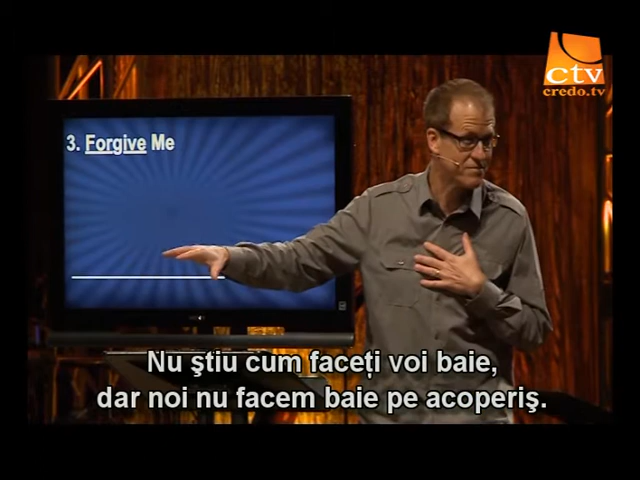 ctv
credo.tv
3. Forgive Me
Nu ştiu cum faceţi voi baie,
dar noi nu facem baie pe acoperiş.